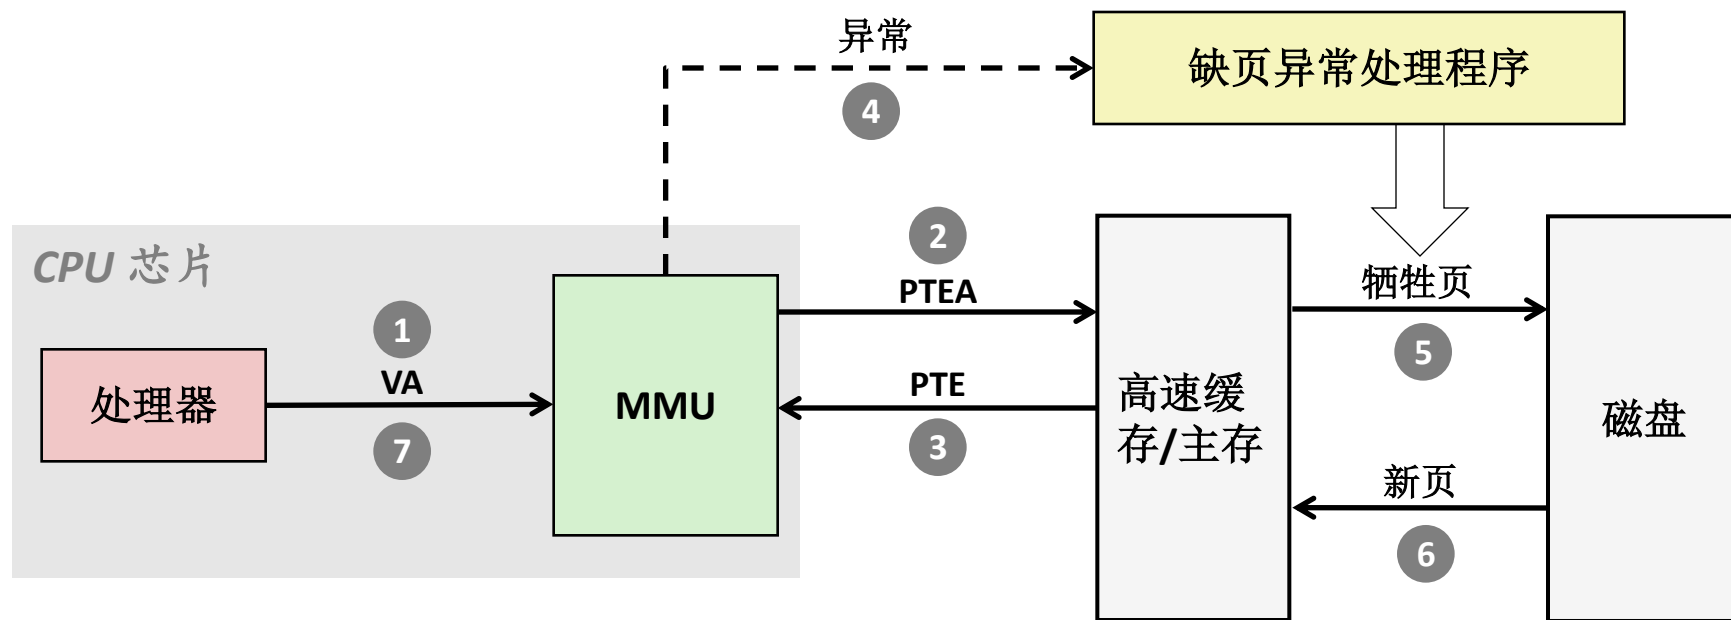 异常
缺页异常处理程序
4
CPU 芯片
2
PTEA
牺牲页
1
VA
处理器
7
MMU
PTE
3
高速缓
存/主存
5
磁盘
新页
6